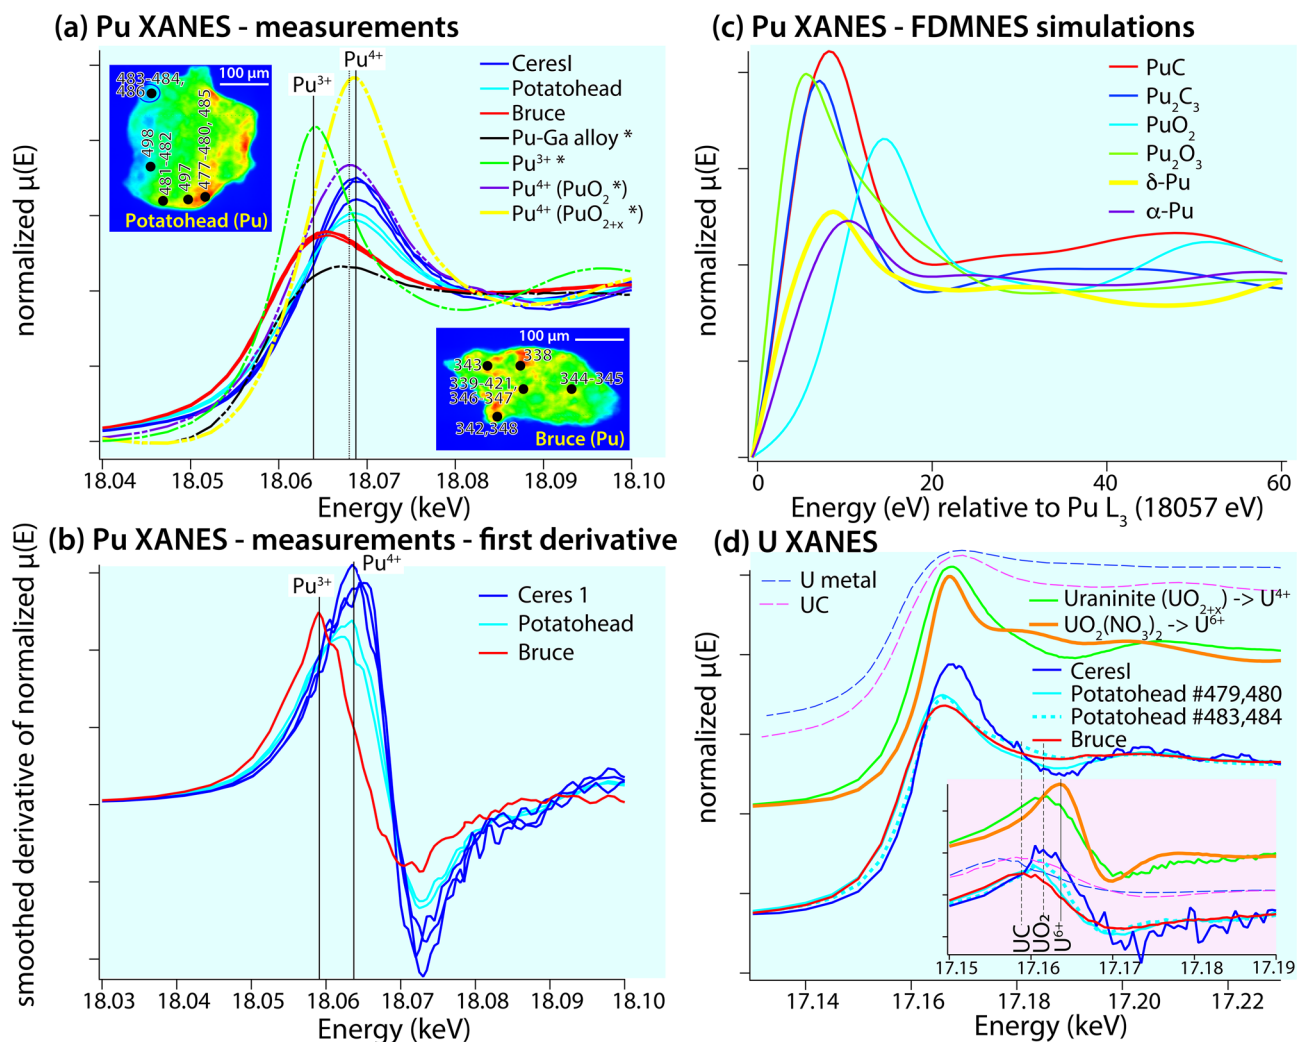 (a) Pu XANES - measurements
normalized μ(E)
Pu³⁺
Pu⁴⁺
CeresI
Potatohead
Bruce
Pu-Ga alloy *
Pu³⁺ *
Pu⁴⁺ (PuO₂*)
Pu⁴⁺ (PuO₂₊ₓ*)
100 μm
483-484,
486
498
481-482
497
477-480, 485
Potatohead (Pu)
100 μm
343
338
339-421,
346-347
344-345
342,348
Bruce (Pu)
18.04 18.05 18.06 18.07 18.08 18.09 18.10
Energy (keV)
(c) Pu XANES - FDMNES simulations
normalized μ(E)
PuC
Pu₂C₃
PuO₂
Pu₂O₃
δ-Pu
α-Pu
0 20 40 60
Energy (eV) relative to Pu L₃ (18057 eV)
(b) Pu XANES - measurements - first derivative
smoothed derivative of normalized μ(E)
Pu³⁺
Pu⁴⁺
Ceres 1
Potatohead
Bruce
18.03 18.04 18.05 18.06 18.07 18.08 18.09 18.10
Energy (keV)
(d) U XANES
normalized μ(E)
U metal
UC
Uraninite (UO₂₊ₓ) -> U⁴⁺
UO₂(NO₃)₂ -> U⁶⁺
CeresI
Potatohead #479,480
Potatohead #483,484
Bruce
UC
UO₂
U⁶⁺
17.15 17.16 17.17 17.18 17.19
17.14 17.16 17.18 17.20 17.22
Energy (keV)